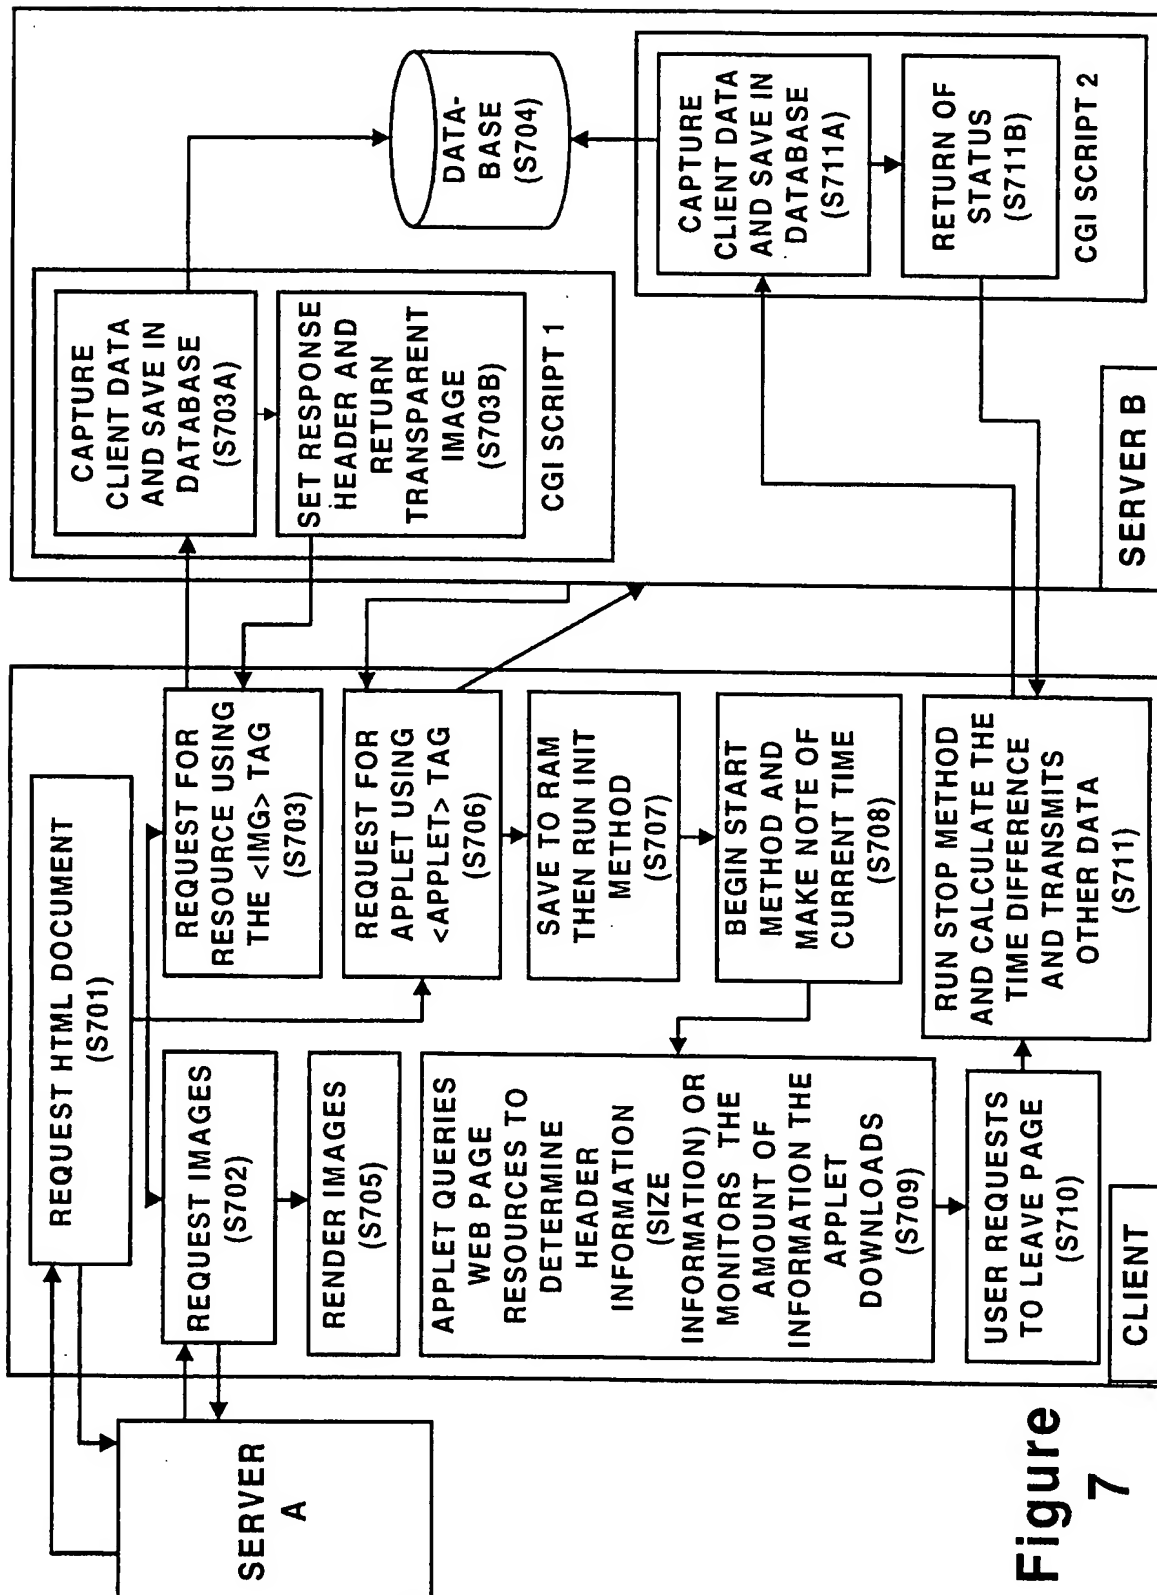 REQUEST HTML DOCUMENT
(S701)
SERVER
A
REQUEST IMAGES
(S702)
REQUEST FOR
RESOURCE USING
THE <IMG> TAG
(S703)
RENDER IMAGES
(S705)
REQUEST FOR
APPLET USING
<APPLET> TAG
(S706)
SAVE TO RAM
THEN RUN INIT
METHOD
(S707)
BEGIN START
METHOD AND
MAKE NOTE OF
CURRENT TIME
(S708)
APPLET QUERIES
WEB PAGE
RESOURCES TO
DETERMINE
HEADER
INFORMATION
(SIZE
INFORMATION) OR
MONITORS THE
AMOUNT OF
INFORMATION THE
APPLET
DOWNLOADS
(S709)
USER REQUESTS
TO LEAVE PAGE
(S710)
RUN STOP METHOD
AND CALCULATE THE
TIME DIFFERENCE
AND TRANSMITS
OTHER DATA
(S711)
CLIENT
CAPTURE
CLIENT DATA
AND SAVE IN
DATABASE
(S703A)
SET RESPONSE
HEADER AND
RETURN
TRANSPARENT
IMAGE
(S703B)
CGI SCRIPT 1
DATA-
BASE
(S704)
CAPTURE
CLIENT DATA
AND SAVE IN
DATABASE
(S711A)
RETURN OF
STATUS
(S711B)
CGI SCRIPT 2
SERVER B
Figure
7